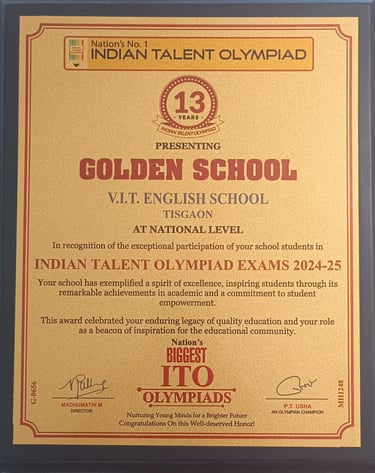 Nation's No. 1
INDIAN TALENT OLYMPIAD
13
YEARS
INDIAN TALENT OLYMPIAD
PRESENTING
GOLDEN SCHOOL
V.I.T. ENGLISH SCHOOL
TISGAON
AT NATIONAL LEVEL
In recognition of the exceptional participation of your school students in
INDIAN TALENT OLYMPIAD EXAMS 2024-25
Your school has exemplified a spirit of excellence, inspiring students through its
remarkable achievements in academic and a commitment to student
empowerment.
This award celebrated your enduring legacy of quality education and your role
as a beacon of inspiration for the educational community.
Nation's
BIGGEST
ITO
OLYMPIADS
G-0656
MADHUMATHI M
DIRECTOR
P.T. USHA
AN OLYMPIAN CHAMPION
MH1248
Nurturing Young Minds for a Brighter Future
Congratulations On this Well-deserved Honor!